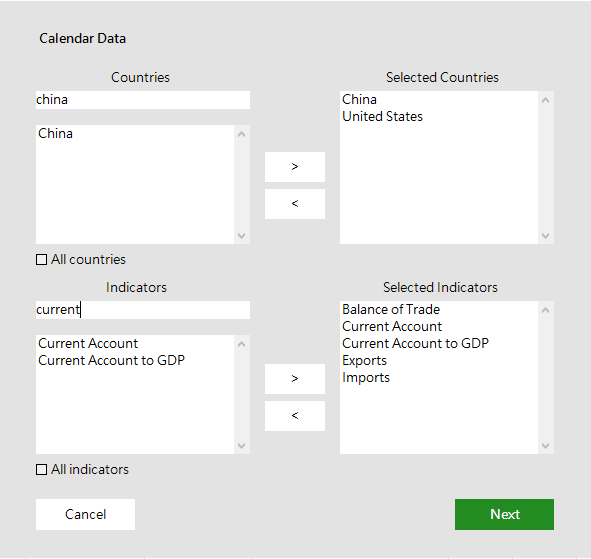 Calendar Data
Countries
china
China
All countries
>
<
Selected Countries
China
United States
Indicators
current
Current Account
Current Account to GDP
All indicators
>
<
Selected Indicators
Balance of Trade
Current Account
Current Account to GDP
Exports
Imports
Cancel
Next